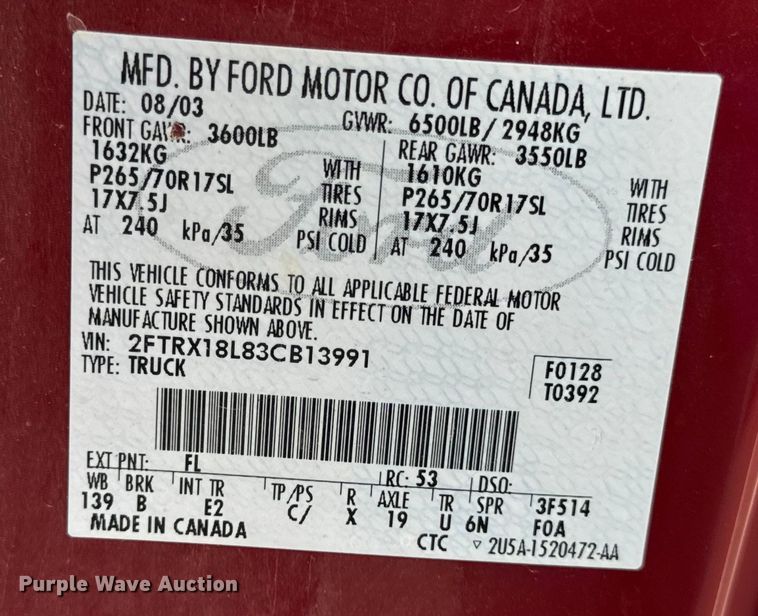 MFD. BY FORD MOTOR CO. OF CANADA, LTD.
DATE: 08/03 GVWR: 6500LB/ 2948KG
FRONT GAWR: 3600LB REAR GAWR: 3550LB
1632KG WITH 1610KG WITH
P265/70R17SL TIRES P265/70R17SL TIRES
17X7.5J RIMS 17X7.5J RIMS
AT 240 kPa/35 PSI COLD AT 240 kPa/35 PSI COLD
Ford
THIS VEHICLE CONFORMS TO ALL APPLICABLE FEDERAL MOTOR
VEHICLE SAFETY STANDARDS IN EFFECT ON THE DATE OF
MANUFACTURE SHOWN ABOVE.
VIN: 2FTRX18L83CB13991
TYPE: TRUCK
F0128
T0392
EXT PNT: FL RC: 53 DSO:
WB BRK INT TR TP/PS R AXLE TR SPR 3F514
139 B E2 C/ X 19 U 6N F0A
MADE IN CANADA CTC ▽ 2U5A-1520472-AA
Purple Wave Auction